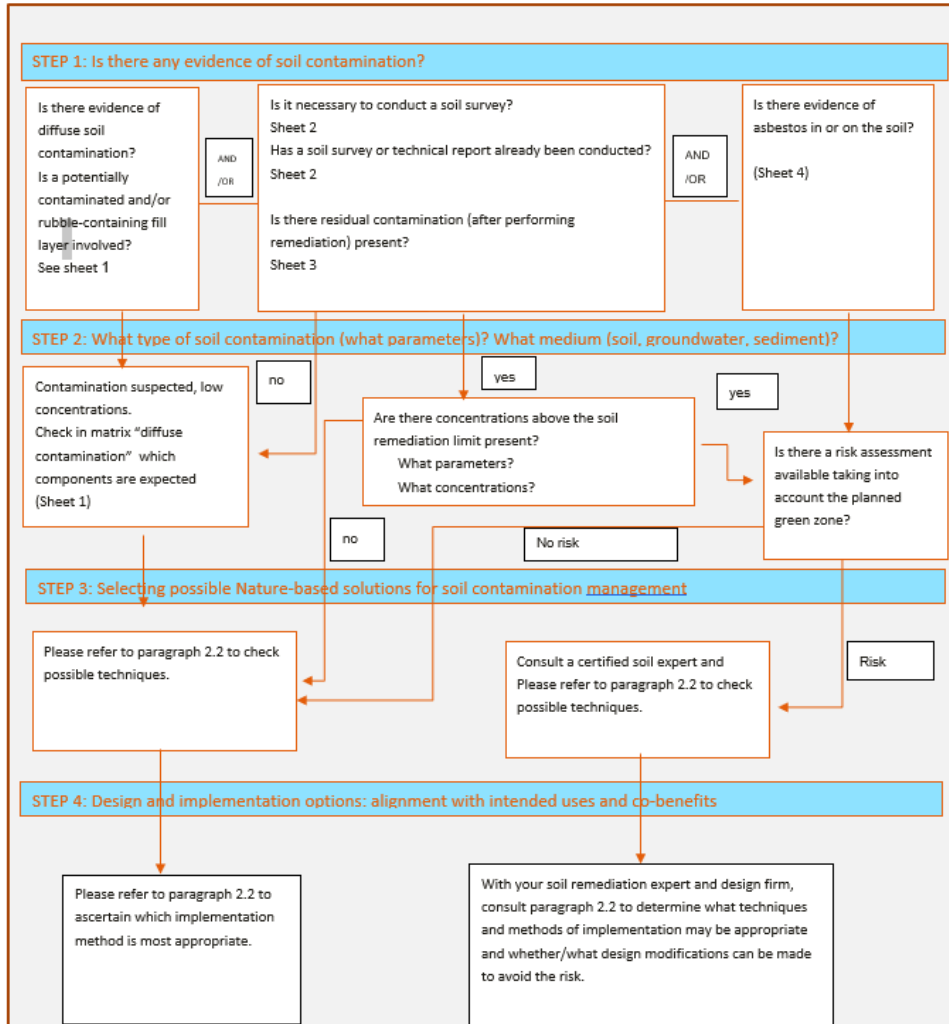 STEP 1: Is there any evidence of soil contamination?
Is there evidence of
diffuse soil
contamination?
Is a potentially
contaminated and/or
rubble-containing fill
layer involved?
See sheet 1
AND
/OR
Is it necessary to conduct a soil survey?
Sheet 2
Has a soil survey or technical report already been conducted?
Sheet 2
Is there residual contamination (after performing
remediation) present?
Sheet 3
AND
/OR
Is there evidence of
asbestos in or on the soil?
(Sheet 4)
STEP 2: What type of soil contamination (what parameters)? What medium (soil, groundwater, sediment)?
Contamination suspected, low
concentrations.
Check in matrix “diffuse
contamination” which
components are expected
(Sheet 1)
no
yes
Are there concentrations above the soil
remediation limit present?
What parameters?
What concentrations?
yes
Is there a risk assessment
available taking into
account the planned
green zone?
no
No risk
STEP 3: Selecting possible Nature-based solutions for soil contamination management
Please refer to paragraph 2.2 to check
possible techniques.
Consult a certified soil expert and
Please refer to paragraph 2.2 to check
possible techniques.
Risk
STEP 4: Design and implementation options: alignment with intended uses and co-benefits
Please refer to paragraph 2.2 to
ascertain which implementation
method is most appropriate.
With your soil remediation expert and design firm,
consult paragraph 2.2 to determine what techniques
and methods of implementation may be appropriate
and whether/what design modifications can be made
to avoid the risk.